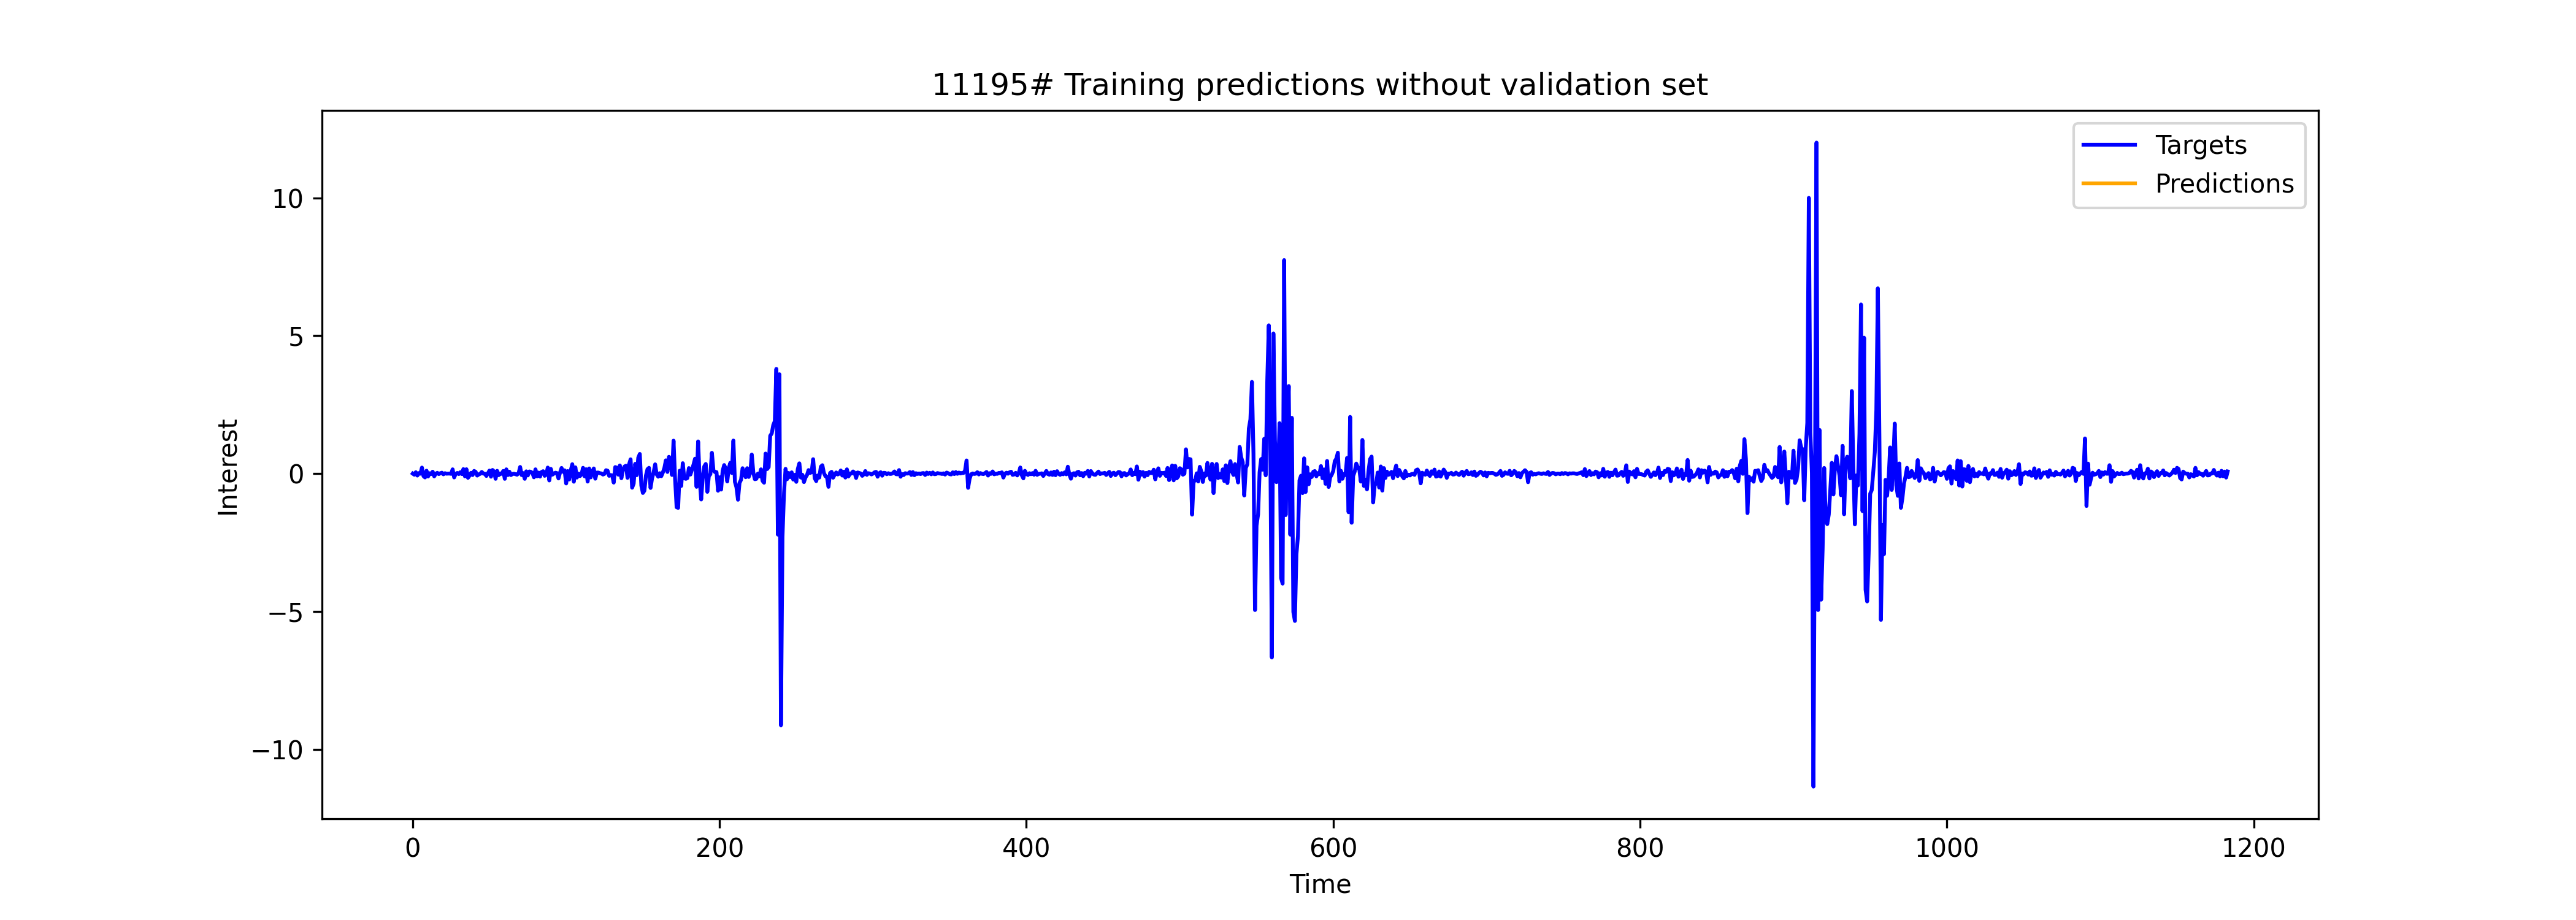 11195# Training predictions without validation set
Targets
Predictions
10
5
0
−5
−10
Interest
0 200 400 600 800 1000 1200
Time